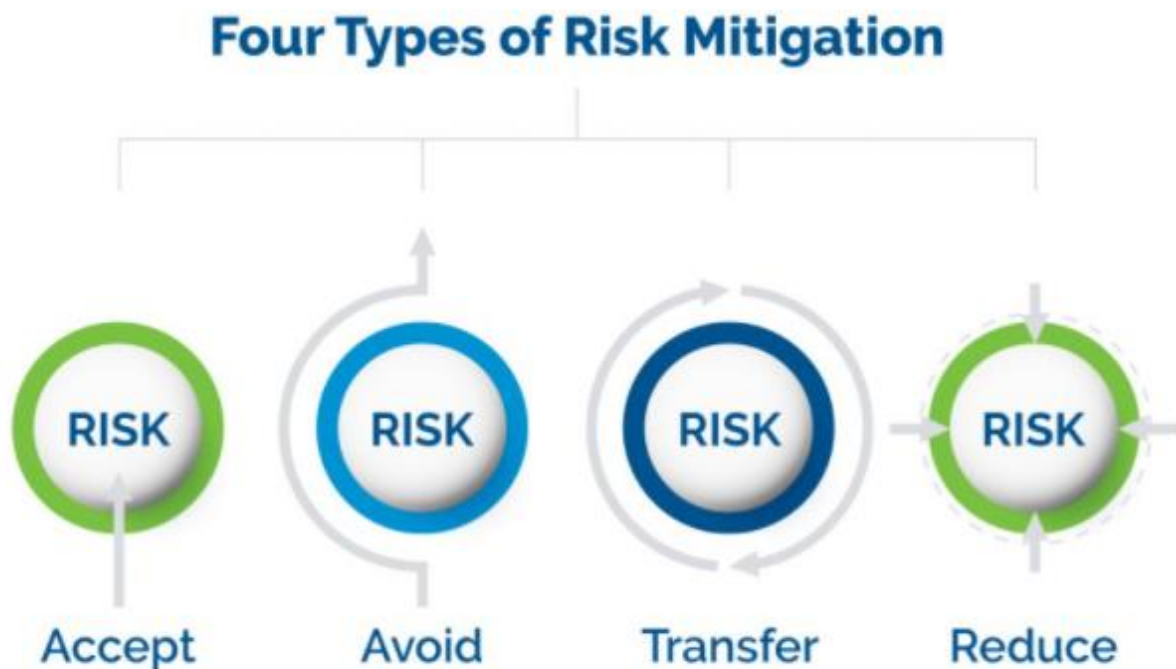 Four Types of Risk Mitigation
RISK
RISK
RISK
RISK
Accept
Avoid
Transfer
Reduce